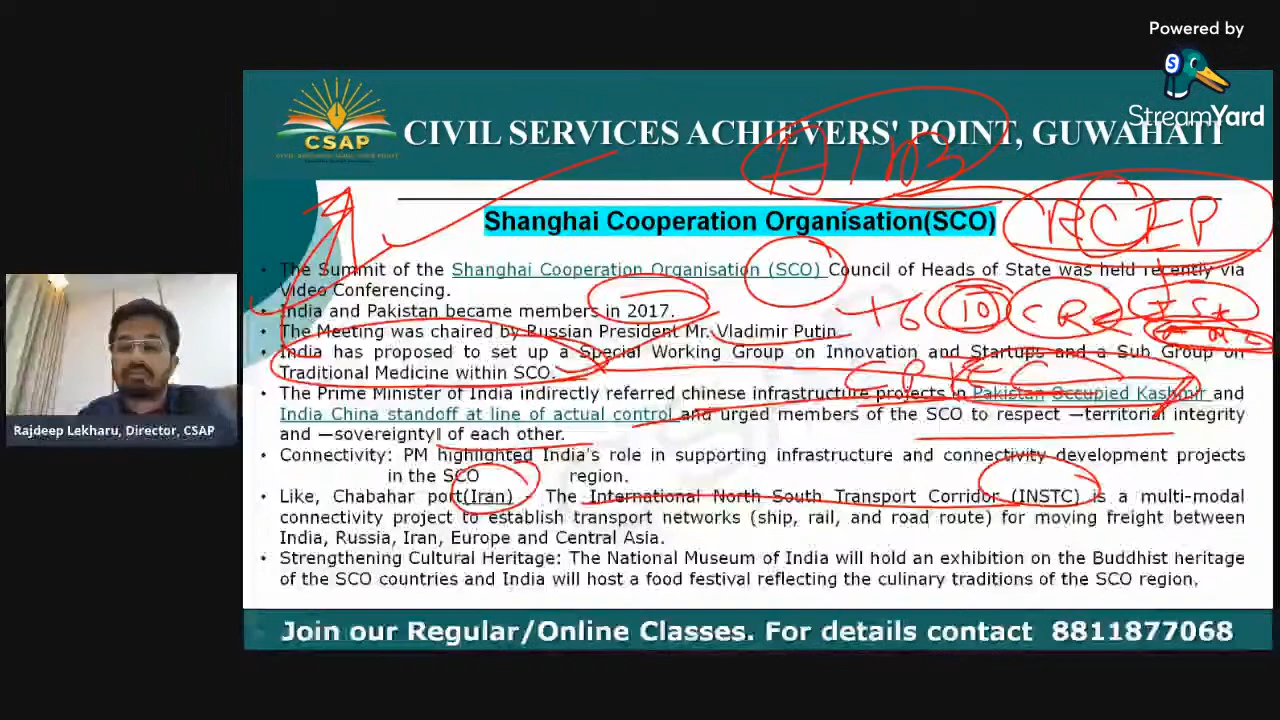 Powered by
S
StreamYard
CSAP
CIVIL SERVICES ACHIEVERS' POINT, GUWAHATI
AIIB
RCEP
Shanghai Cooperation Organisation(SCO)
• The Summit of the Shanghai Cooperation Organisation (SCO) Council of Heads of State was held recently via
Video Conferencing.
• India and Pakistan became members in 2017.
+6 10
• The Meeting was chaired by Russian President Mr. Vladimir Putin.
• India has proposed to set up a Special Working Group on Innovation and Startups and a Sub Group on
Traditional Medicine within SCO.
CPEC
• The Prime Minister of India indirectly referred chinese infrastructure projects in Pakistan Occupied Kashmir and
India China standoff at line of actual control and urged members of the SCO to respect ―territorial integrity
and ―sovereignty‖ of each other.
• Connectivity: PM highlighted India's role in supporting infrastructure and connectivity development projects
in the SCO region.
• Like, Chabahar port(Iran) - The International North South Transport Corridor (INSTC) is a multi-modal
connectivity project to establish transport networks (ship, rail, and road route) for moving freight between
India, Russia, Iran, Europe and Central Asia.
• Strengthening Cultural Heritage: The National Museum of India will hold an exhibition on the Buddhist heritage
of the SCO countries and India will host a food festival reflecting the culinary traditions of the SCO region.
Rajdeep Lekharu, Director, CSAP
Join our Regular/Online Classes. For details contact 8811877068